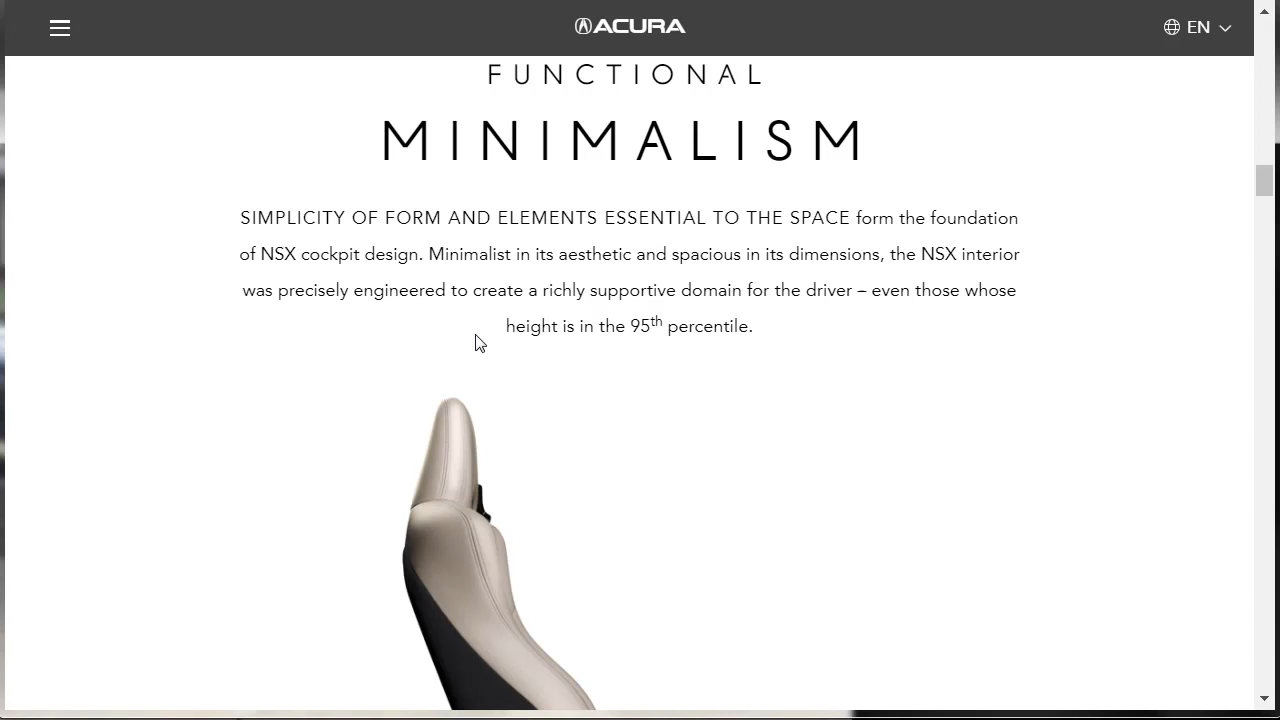 ACURA
EN
FUNCTIONAL
MINIMALISM
SIMPLICITY OF FORM AND ELEMENTS ESSENTIAL TO THE SPACE form the foundation
of NSX cockpit design. Minimalist in its aesthetic and spacious in its dimensions, the NSX interior
was precisely engineered to create a richly supportive domain for the driver – even those whose
height is in the 95th percentile.